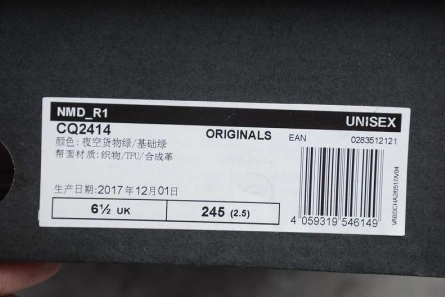 NMD_R1 UNISEX
CQ2414 ORIGINALS EAN 0283512121
颜色: 夜空货物绿/基础绿
帮面材质: 织物/TPU/合成革
生产日期:2017年12月01日
6½ UK 245 (2.5)
4 059319 546149